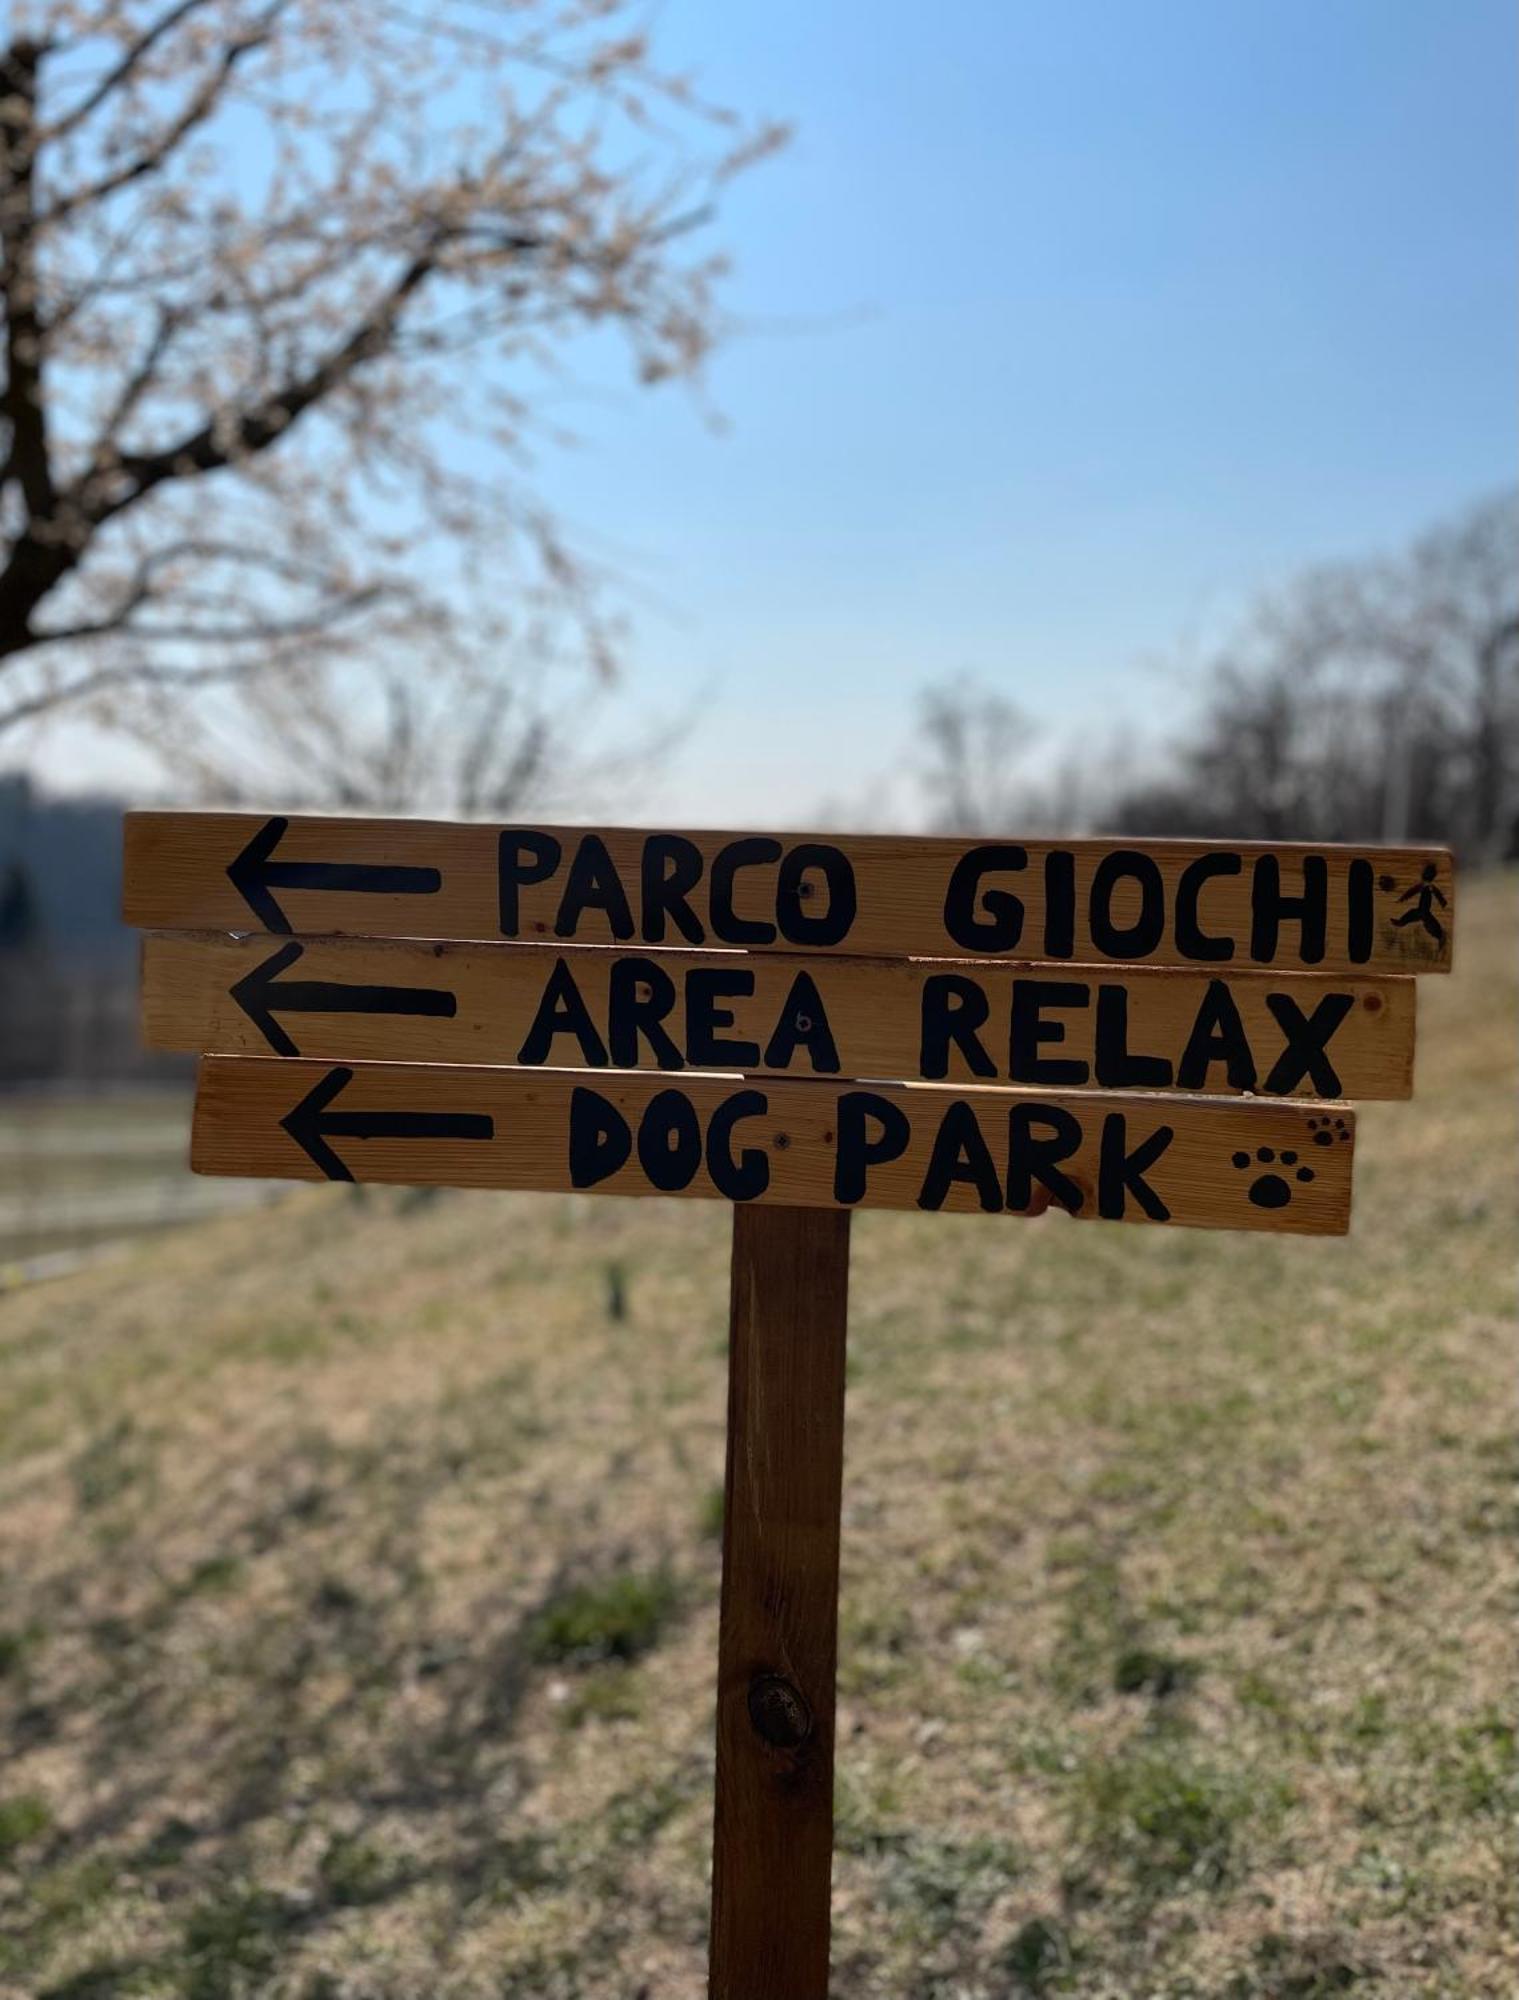 ← PARCO GIOCHI
← AREA RELAX
← DOG PARK